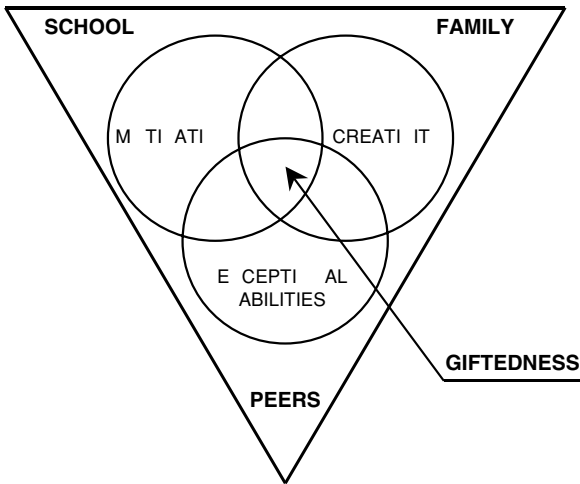 SCHOOL FAMILY
M TI ATI CREATI IT
E CEPTI AL
ABILITIES
GIFTEDNESS
PEERS